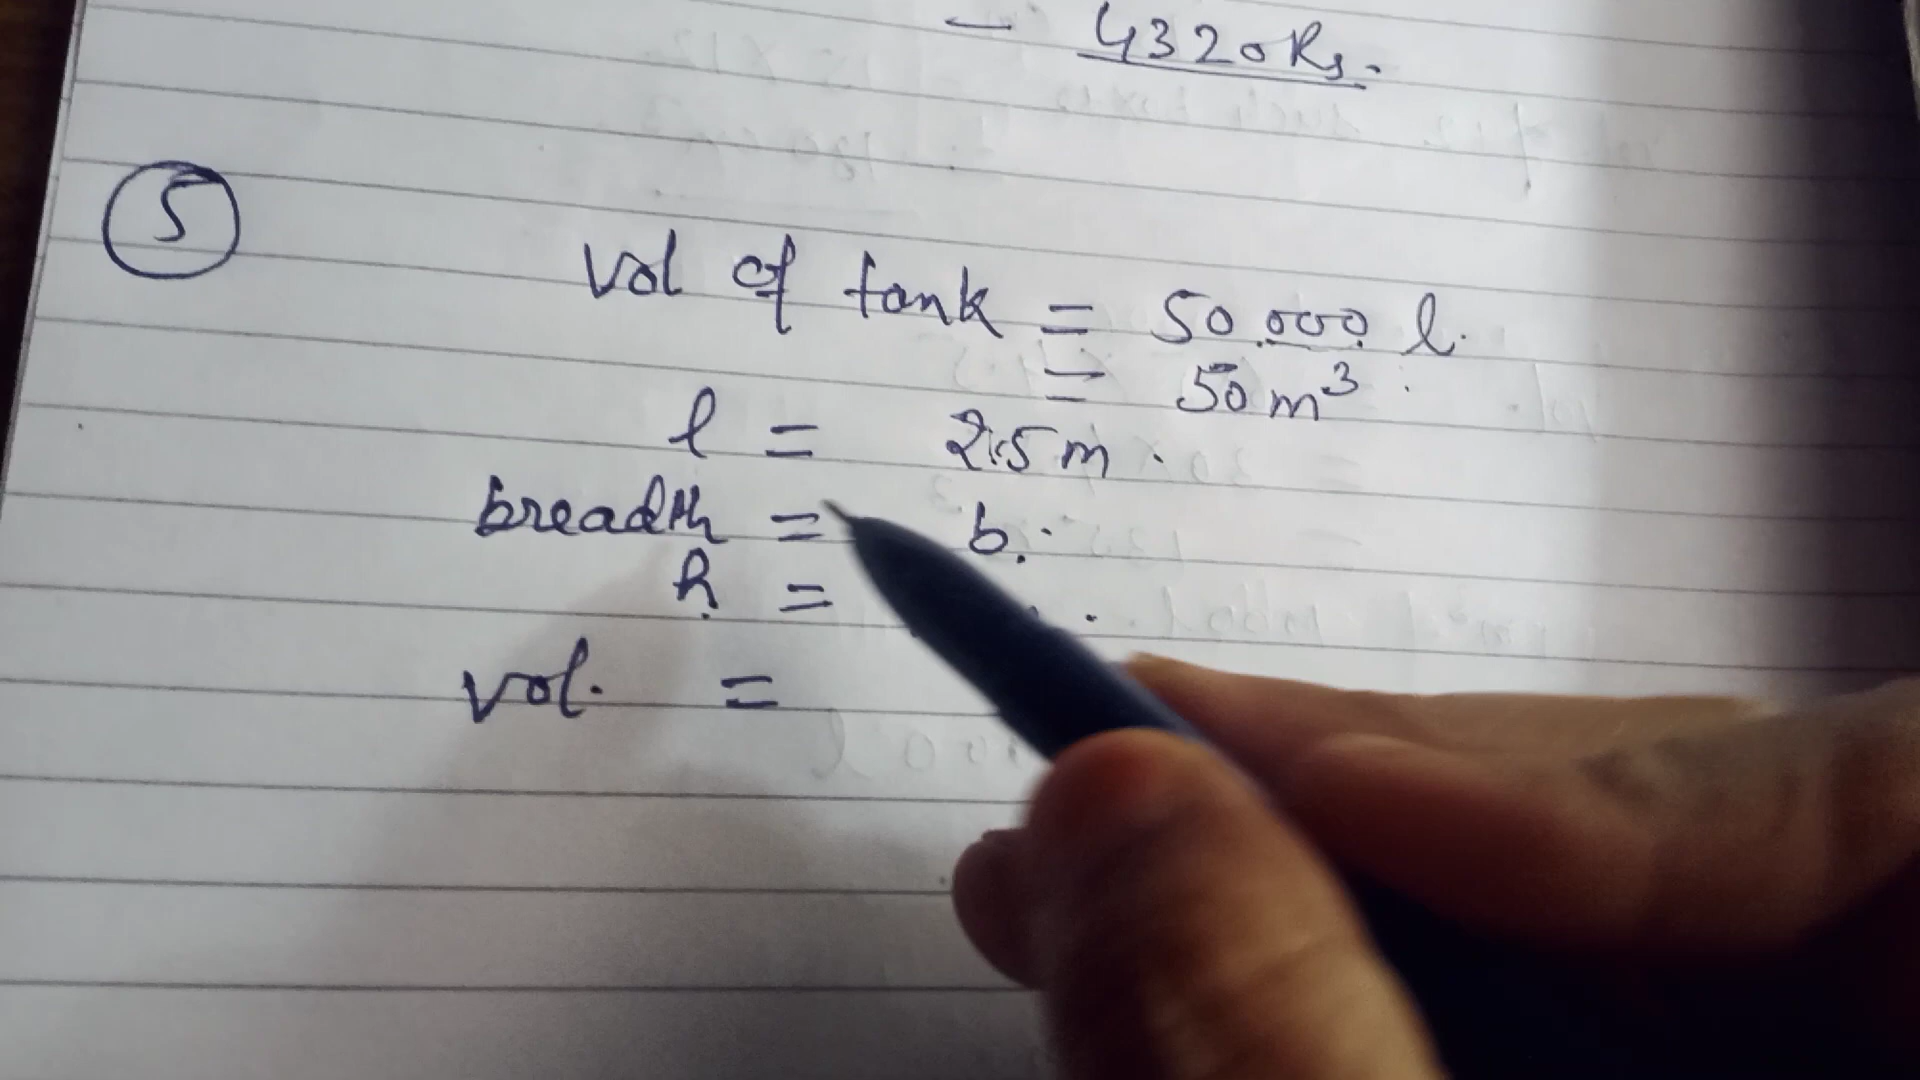 — 4320 Rs.
5
Vol of tank = 50.000 l.
= 50 m³.
l = 2.5 m.
breadth = b.
h =
vol. =